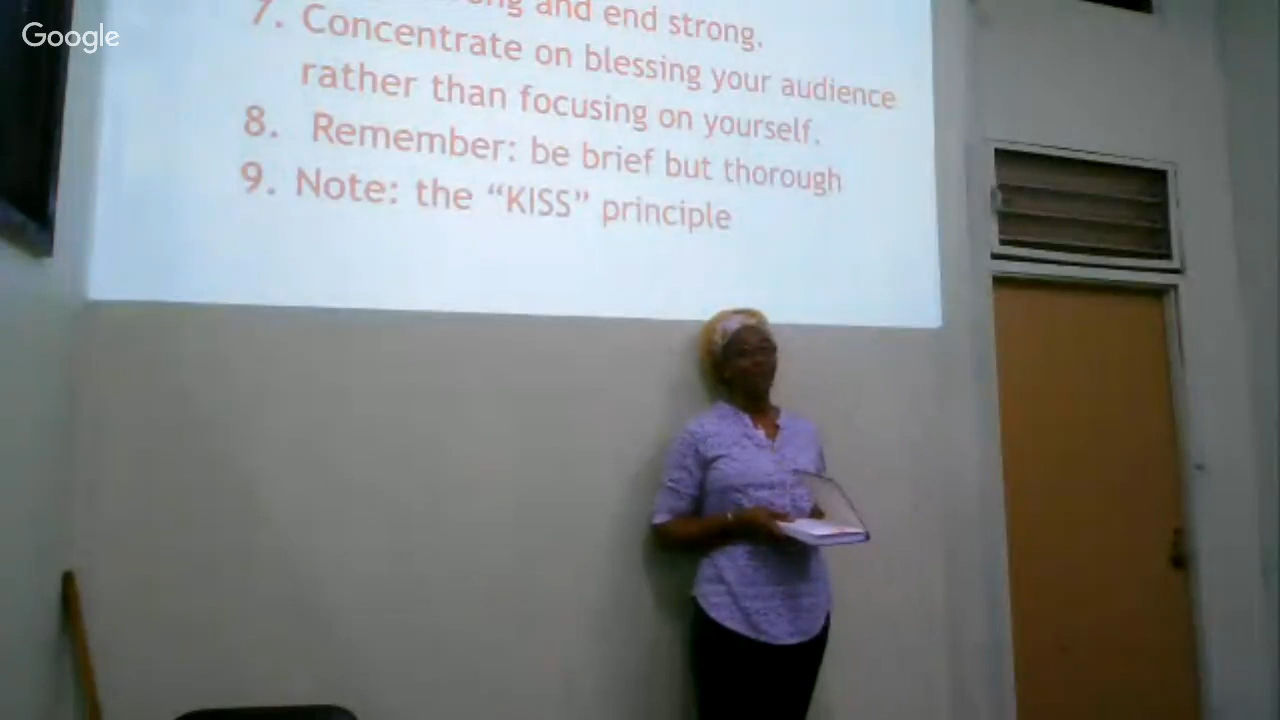 Google
and end strong.
7. Concentrate on blessing your audience
rather than focusing on yourself.
8. Remember: be brief but thorough
9. Note: the “KISS” principle